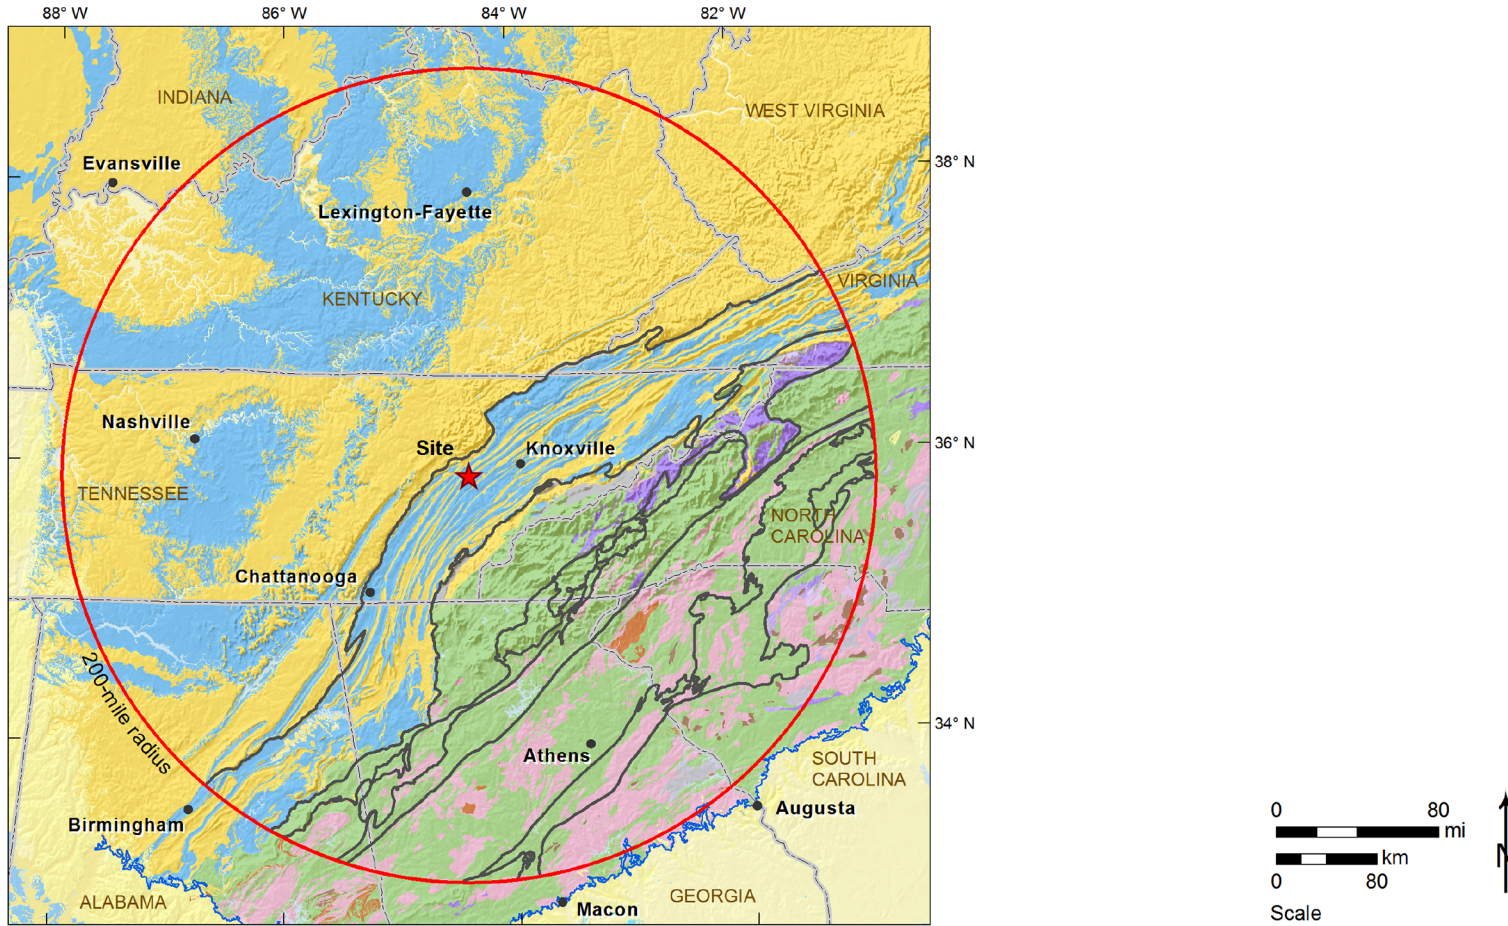 88° W
86° W
84° W
82° W
INDIANA
WEST VIRGINIA
Evansville
38° N
Lexington-Fayette
VIRGINIA
KENTUCKY
Nashville
Site
Knoxville
36° N
TENNESSEE
NORTH
CAROLINA
Chattanooga
200-mile radius
34° N
Athens
SOUTH
CAROLINA
Birmingham
Augusta
ALABAMA
GEORGIA
Macon
0 80
mi
km
0 80
Scale
N